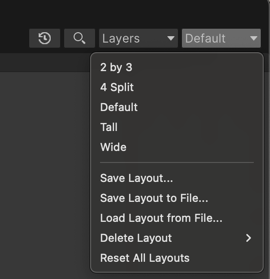 Layers Default
2 by 3
4 Split
Default
Tall
Wide
Save Layout...
Save Layout to File...
Load Layout from File...
Delete Layout
Reset All Layouts